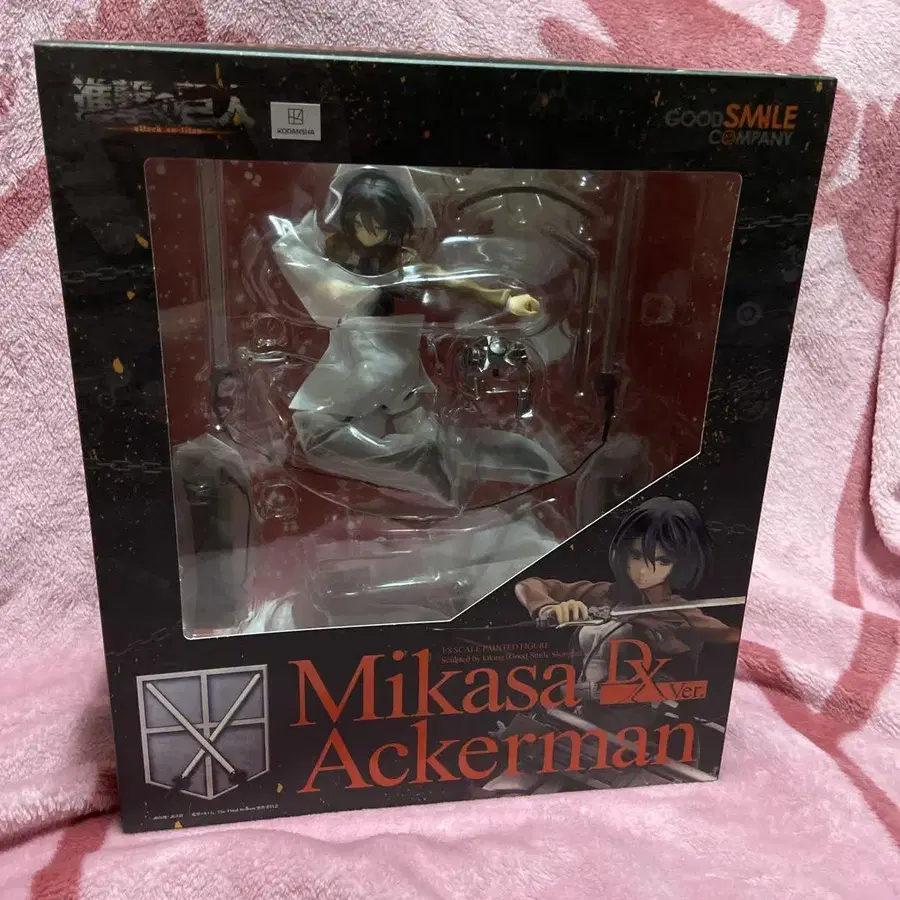 進撃の巨人
attack on titan
KODANSHA
GOOD SMILE
COMPANY
1/8 SCALE PAINTED FIGURE
Mikasa DX Ver.
Ackerman